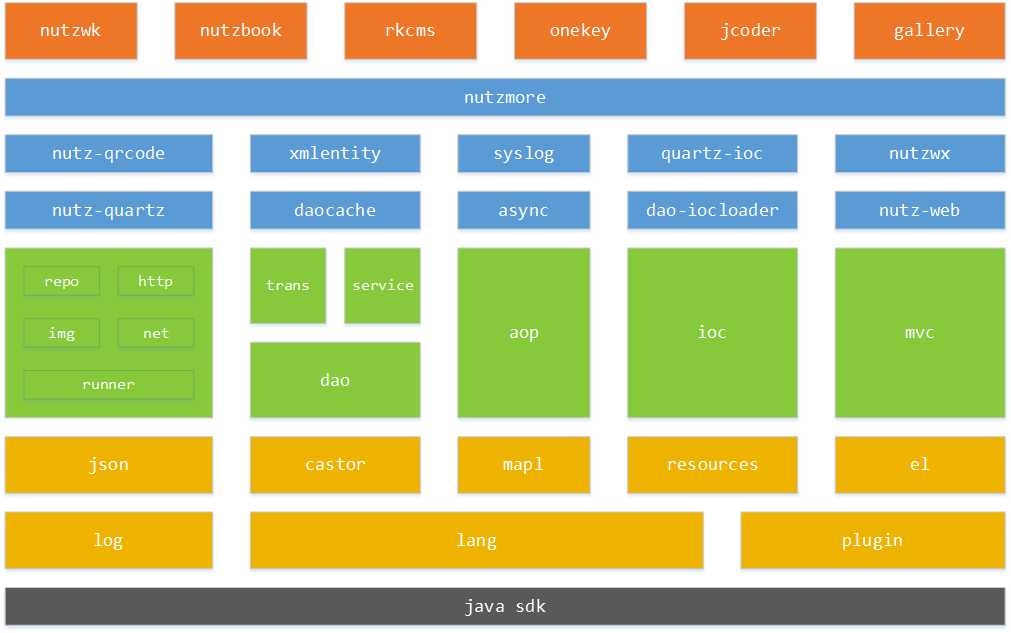 nutzwk nutzbook rkcms onekey jcoder gallery
nutzmore
nutz-qrcode xmlentity syslog quartz-ioc nutzwx
nutz-quartz daocache async dao-iocloader nutz-web
repo http
img net
runner
trans service
dao
aop
ioc
mvc
json castor mapl resources el
log lang plugin
java sdk